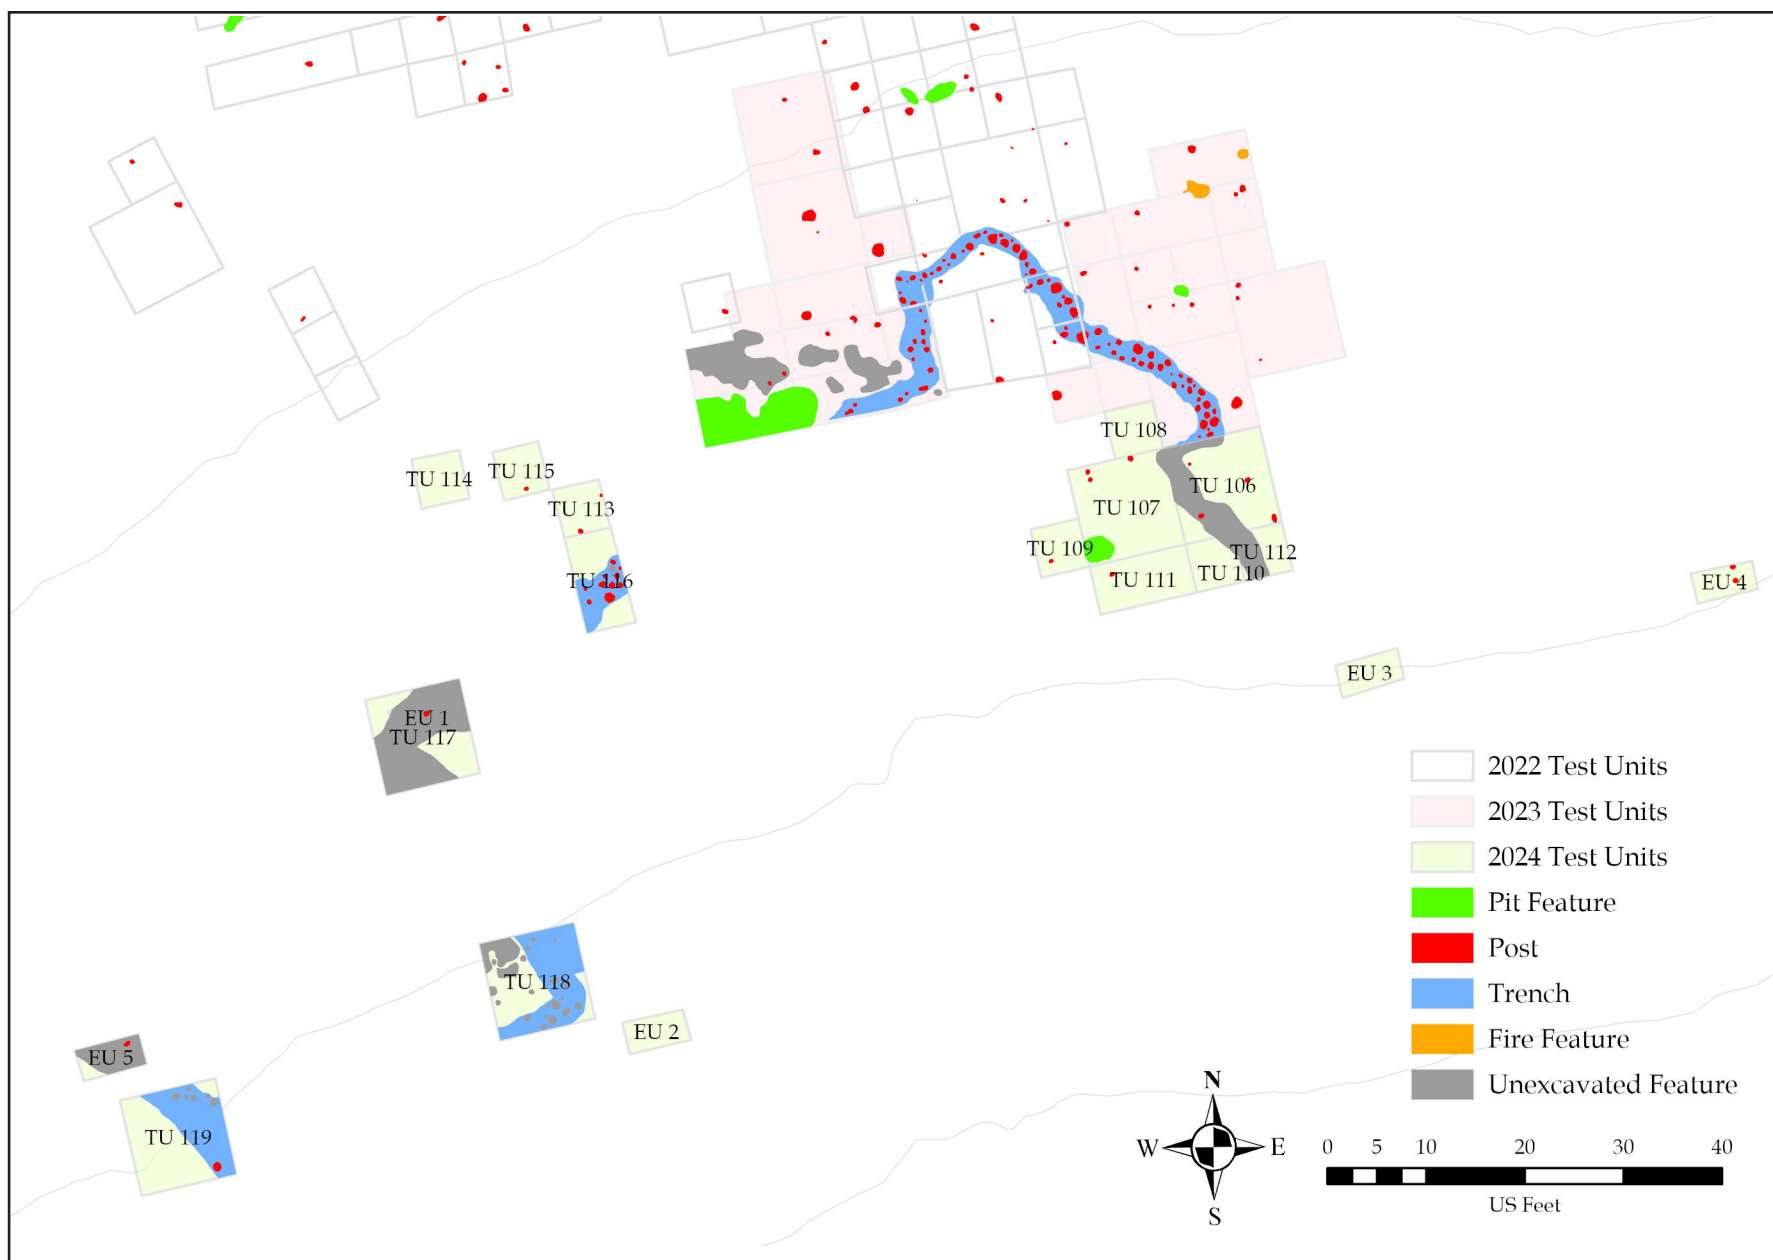 TU 108
TU 114
TU 115
TU 106
TU 113
TU 107
TU 109
TU 112
TU 116
TU 111
TU 110
EU 4
EU 3
EU 1
TU 117
2022 Test Units
2023 Test Units
2024 Test Units
Pit Feature
Post
Trench
Fire Feature
Unexcavated Feature
TU 118
EU 2
EU 5
TU 119
N
W
E
S
0 5 10 20 30 40
US Feet